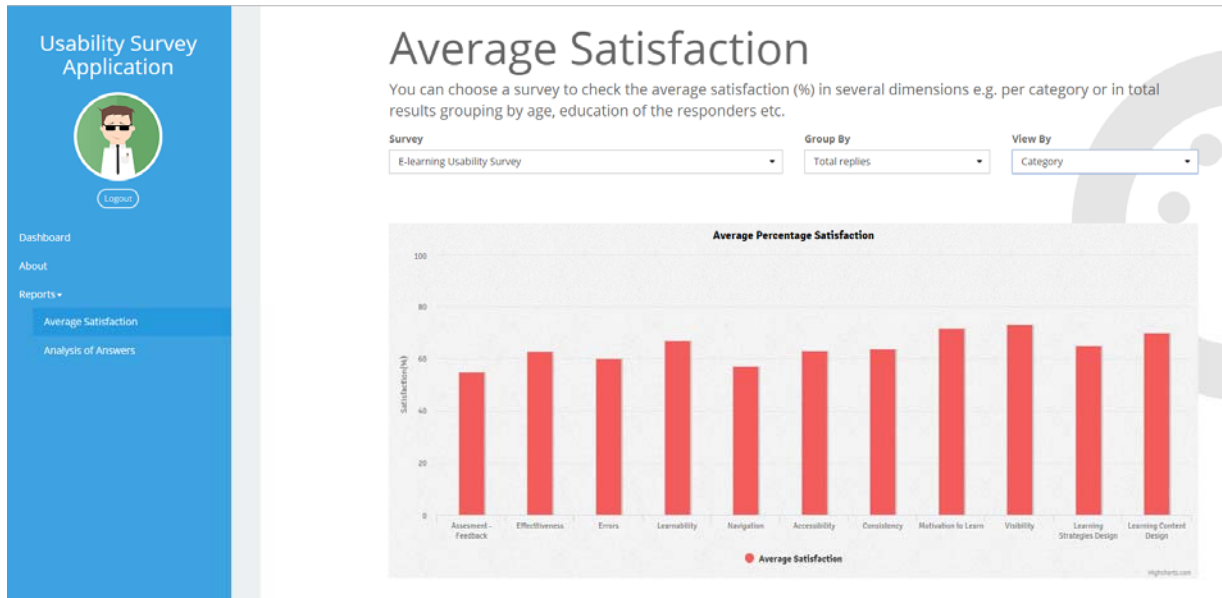 Usability Survey
Application
Logout
Dashboard
About
Reports
Average Satisfaction
Analysis of Answers
Average Satisfaction
You can choose a survey to check the average satisfaction (%) in several dimensions e.g. per category or in total
results grouping by age, education of the responders etc.
Survey
Group By
View By
E-learning Usability Survey
Total replies
Category
Average Percentage Satisfaction
100
80
60
40
20
0
Satisfaction(%)
Assesment -
Feedback
Effectiveness
Errors
Learnability
Navigation
Accessibility
Consistency
Motivation to Learn
Visibility
Learning
Strategies Design
Learning Content
Design
Average Satisfaction
Highcharts.com